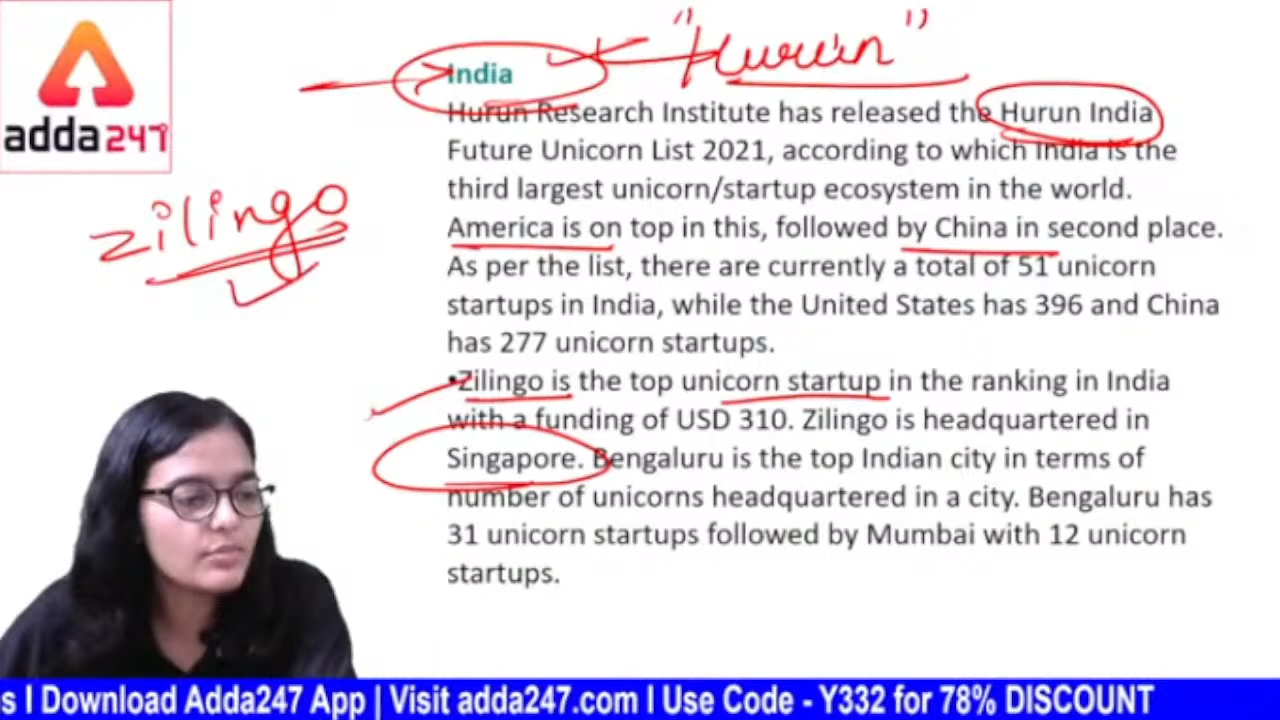 "Hurun"
India
Hurun Research Institute has released the Hurun India
Future Unicorn List 2021, according to which India is the
third largest unicorn/startup ecosystem in the world.
America is on top in this, followed by China in second place.
As per the list, there are currently a total of 51 unicorn
startups in India, while the United States has 396 and China
has 277 unicorn startups.
•Zilingo is the top unicorn startup in the ranking in India
with a funding of USD 310. Zilingo is headquartered in
Singapore. Bengaluru is the top Indian city in terms of
number of unicorns headquartered in a city. Bengaluru has
31 unicorn startups followed by Mumbai with 12 unicorn
startups.
adda247
zilingo
s I Download Adda247 App | Visit adda247.com I Use Code - Y332 for 78% DISCOUNT